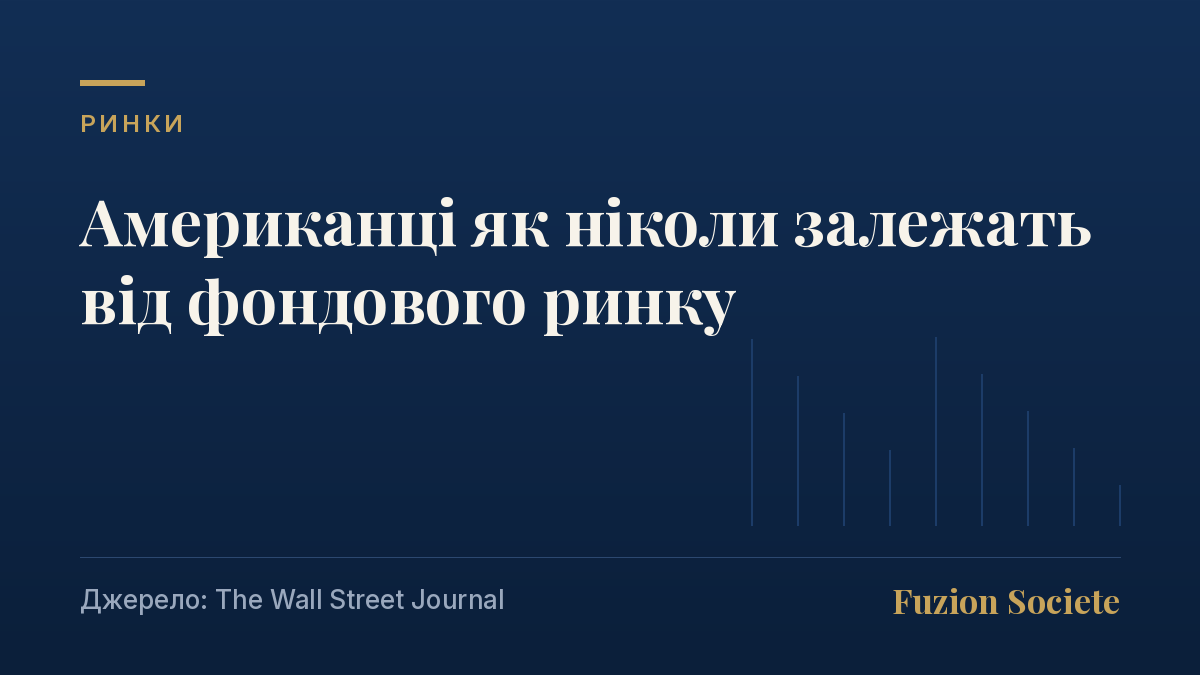 РИНКИ
Американці як ніколи залежать
від фондового ринку
Джерело: The Wall Street Journal
Fuzion Societe